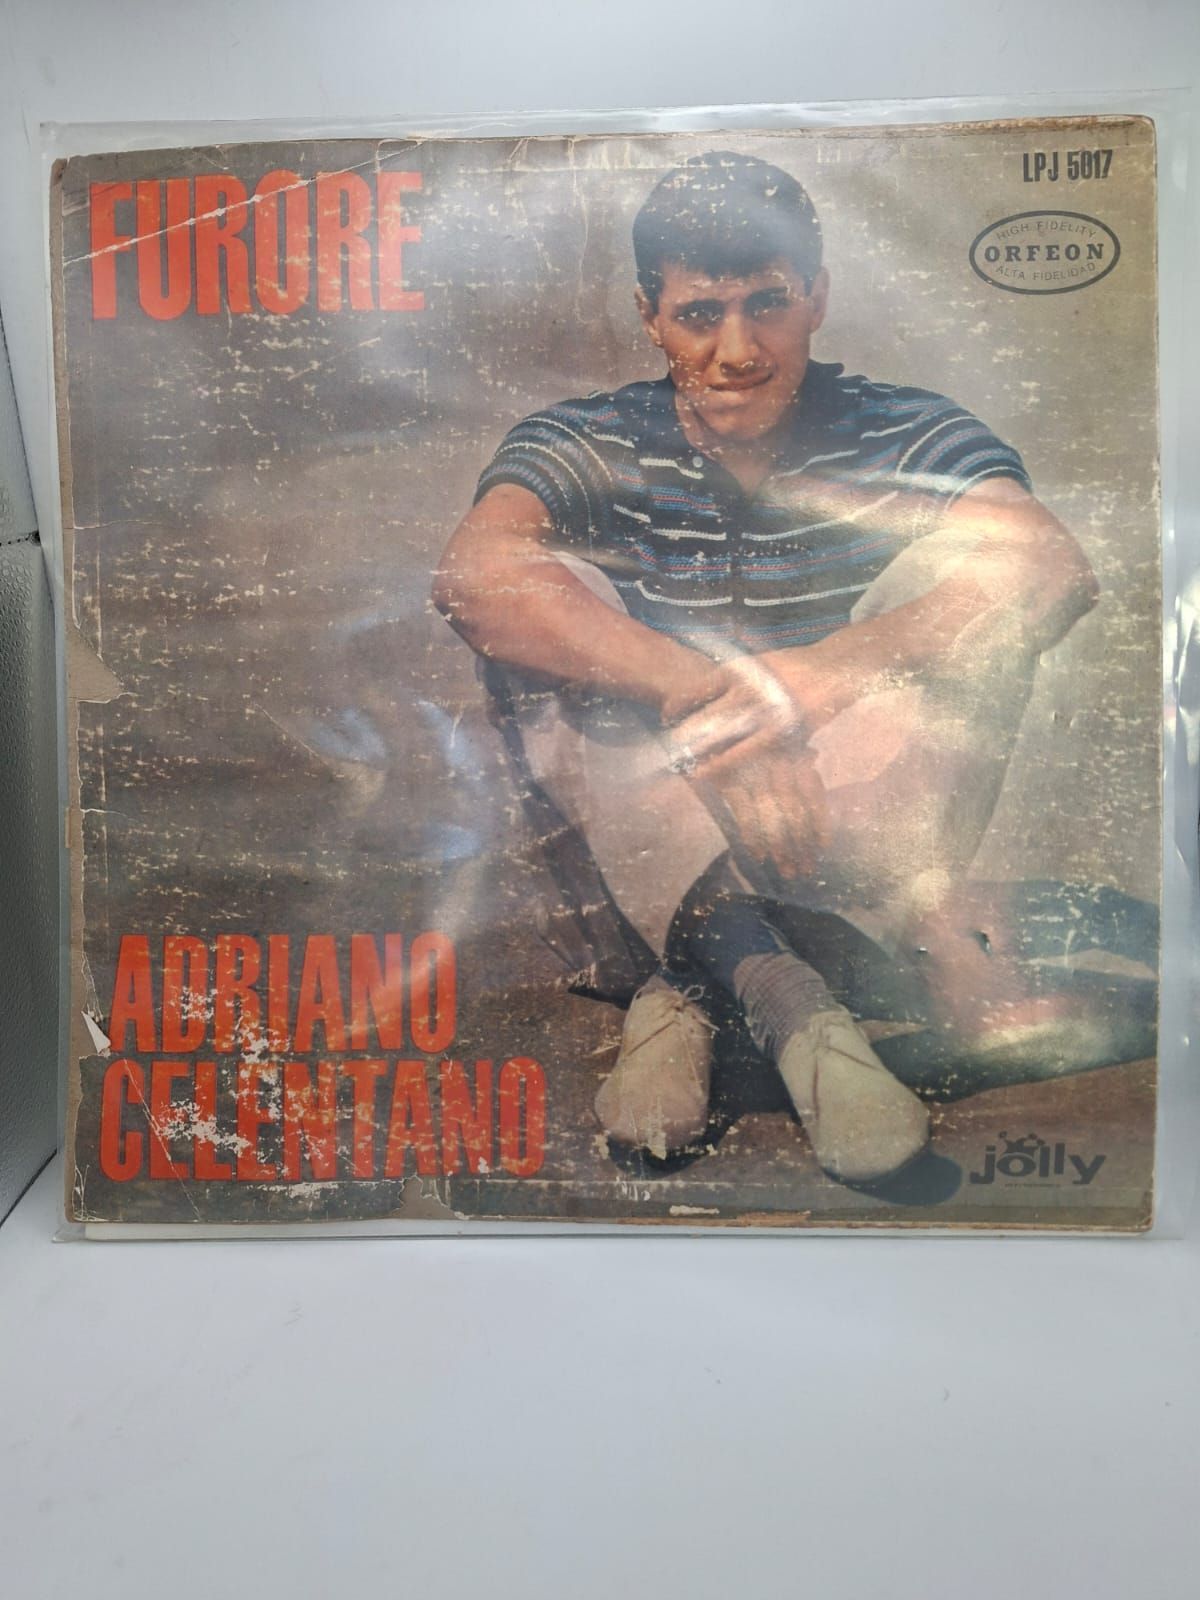 FURORE
LPJ 5017
HIGH FIDELITY
ORFEON
ALTA FIDELIDAD
ADRIANO
CELENTANO
jolly